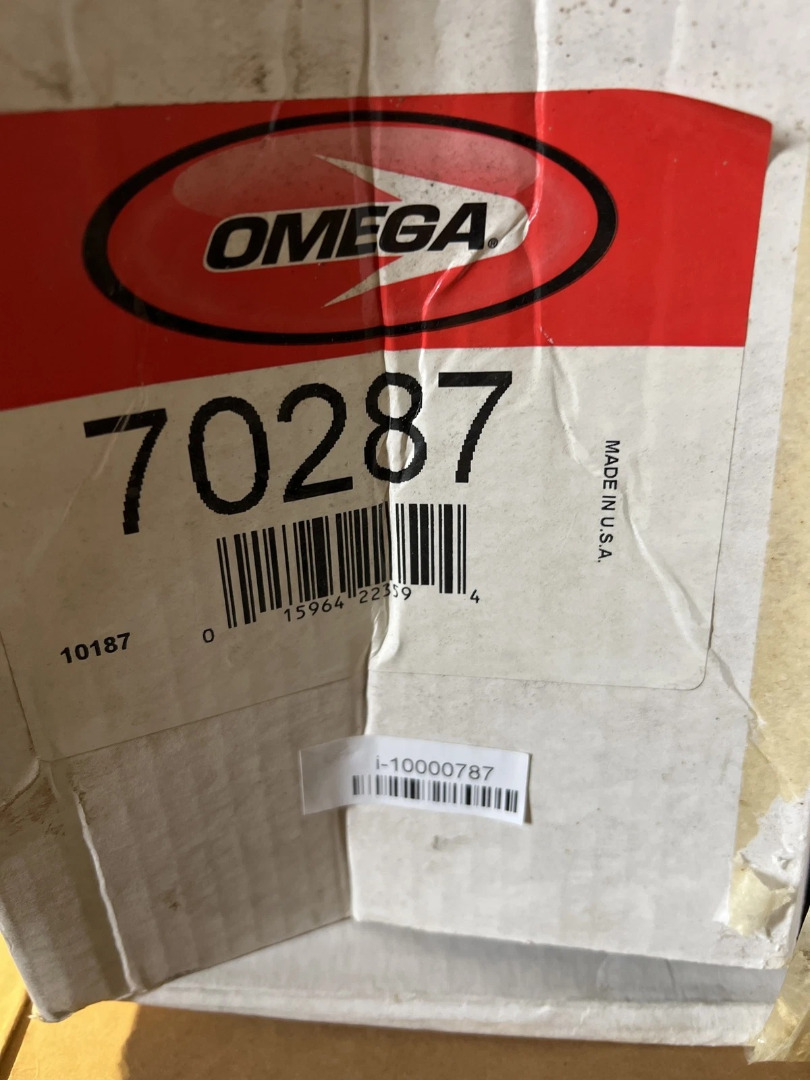 OMEGA®
70287
MADE IN U.S.A.
0 15964 22359 4
10187
i-10000787